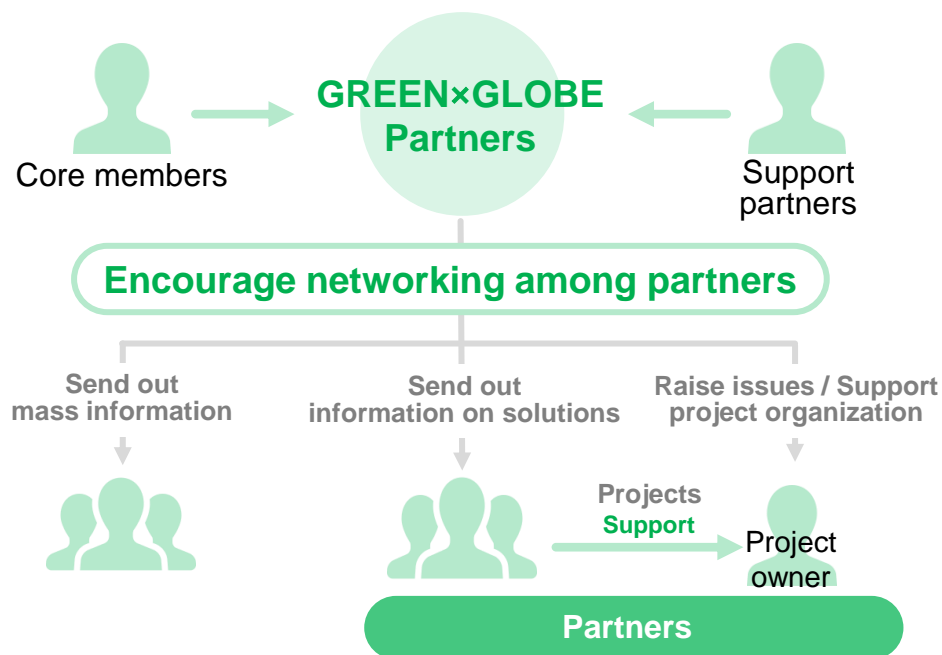 GREEN×GLOBE
Partners
Core members
Support
partners
Encourage networking among partners
Send out
mass information
Send out
information on solutions
Raise issues / Support
project organization
Projects
Support
Project
owner
Partners